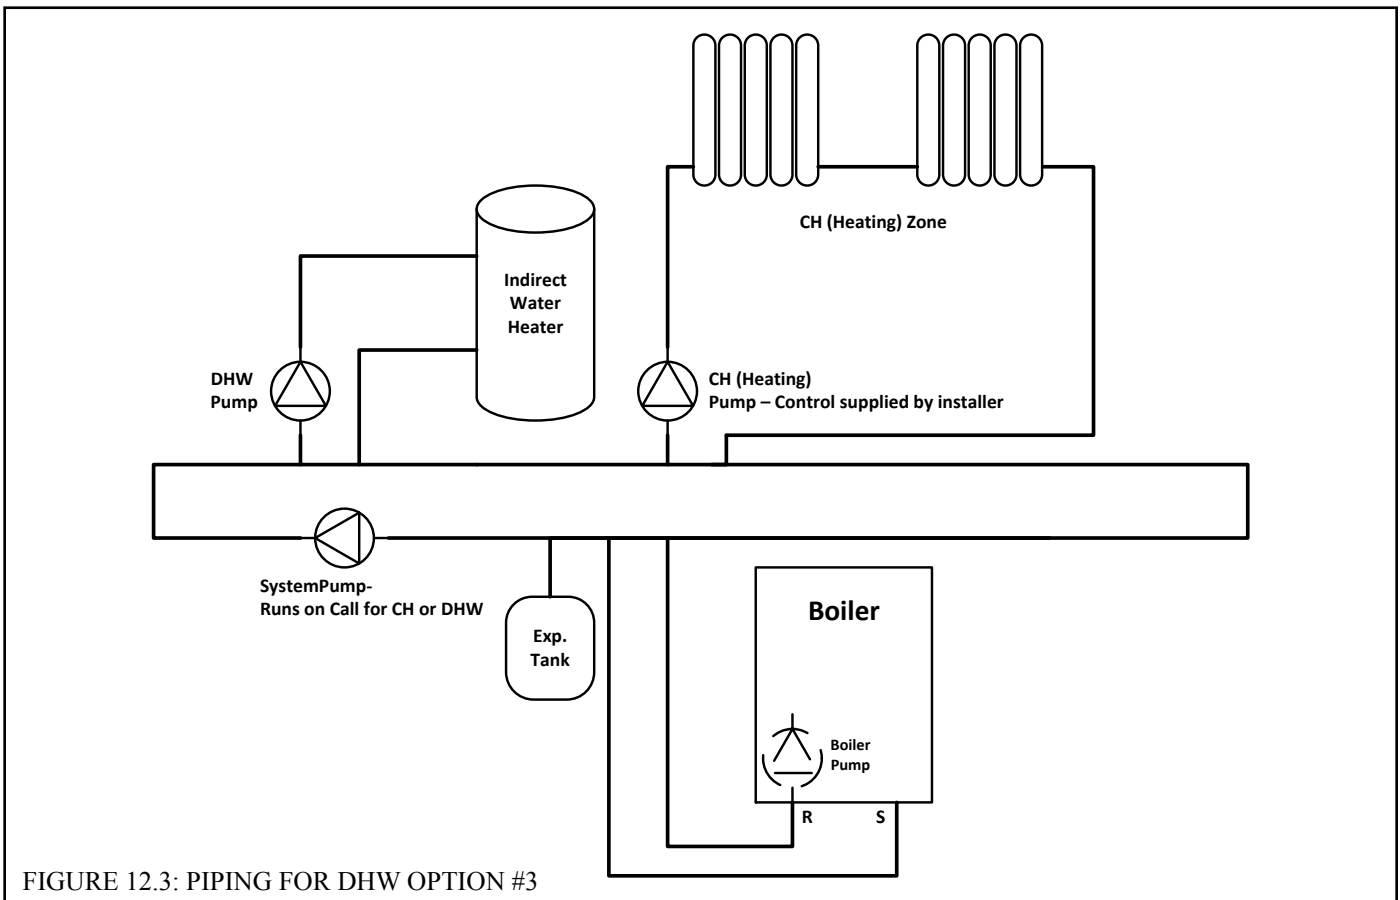 CH (Heating) Zone
Indirect
Water
Heater
DHW
Pump
CH (Heating)
Pump – Control supplied by installer
SystemPump-
Runs on Call for CH or DHW
Exp.
Tank
Boiler
Boiler
Pump
R
S
FIGURE 12.3: PIPING FOR DHW OPTION #3